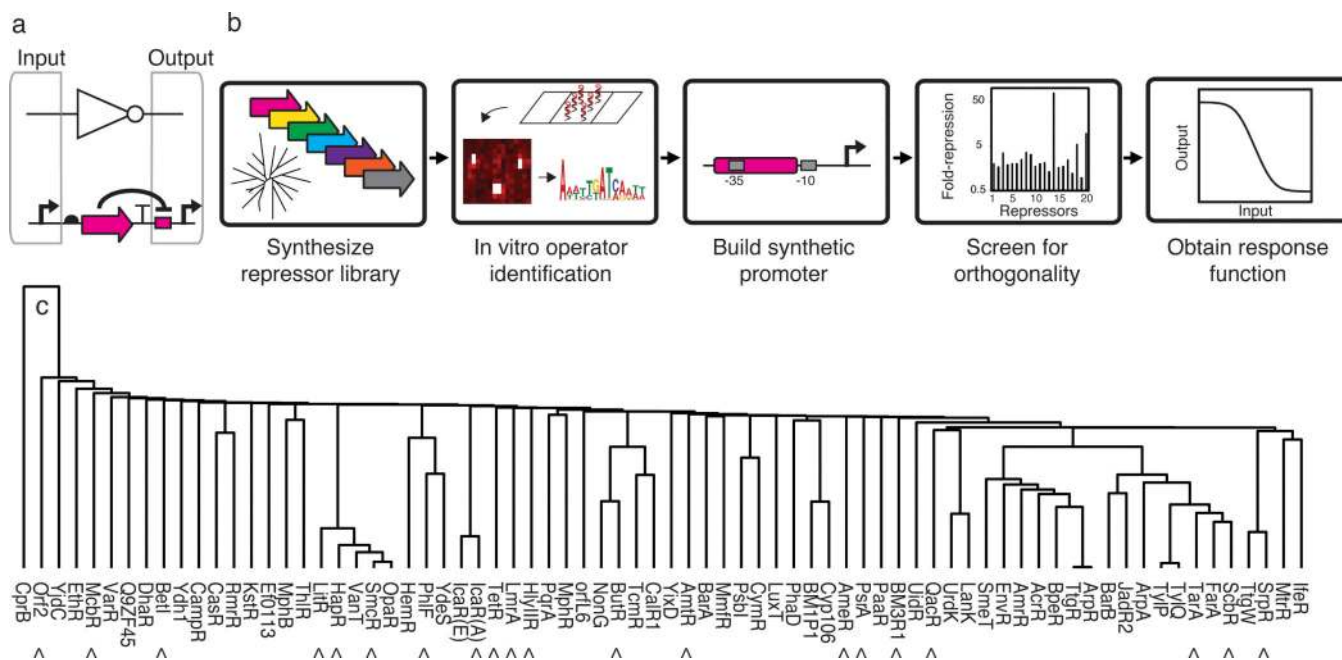 a
Input
Output
b
-35
-10
Fold-repression
50
5
0.5
1
5
10
15
20
Repressors
Output
Input
Synthesize
repressor library
In vitro operator
identification
Build synthetic
promoter
Screen for
orthogonality
Obtain response
function
c
CprB
Orf2
YjdC
EthR
McbR
VarR
Q9ZF45
DhaR
BetI
Ydh1
CampR
CasR
RmrR
KstR
Ef0113
MphB
ThlR
LitR
HapR
VanT
SmcR
OpaR
HemR
PhlF
YdeS
IcaR(E)
IcaR(A)
TetR
LmrA
HlyIIR
PqrA
MphR
orfL6
NonG
ButR
TcmR
CalR1
YixD
AmtR
BarA
MmfR
PsbI
CymR
LuxT
PhaD
BM1P1
Cyp106
AmeR
PsrA
PaaR
BM3R1
UidR
QacR
UrdK
LanK
SmeT
EnvR
AmrR
AcrR
BpeR
TtgR
ArpR
BarB
JadR2
ArpA
TylP
TylQ
TarA
FarA
ScbR
TtgW
SrpR
MtrR
IfeR